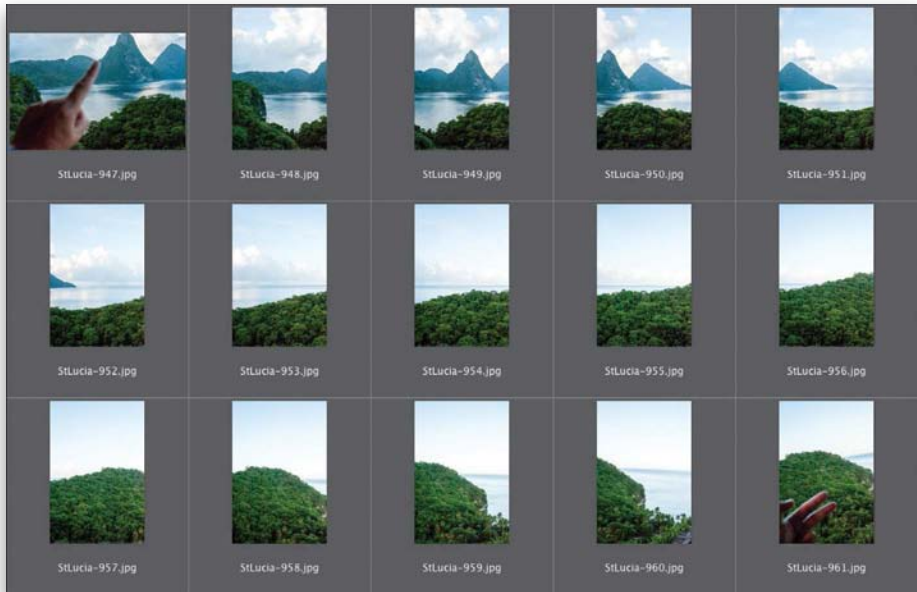 StLucia-947.jpg
StLucia-948.jpg
StLucia-949.jpg
StLucia-950.jpg
StLucia-951.jpg
StLucia-952.jpg
StLucia-953.jpg
StLucia-954.jpg
StLucia-955.jpg
StLucia-956.jpg
StLucia-957.jpg
StLucia-958.jpg
StLucia-959.jpg
StLucia-960.jpg
StLucia-961.jpg